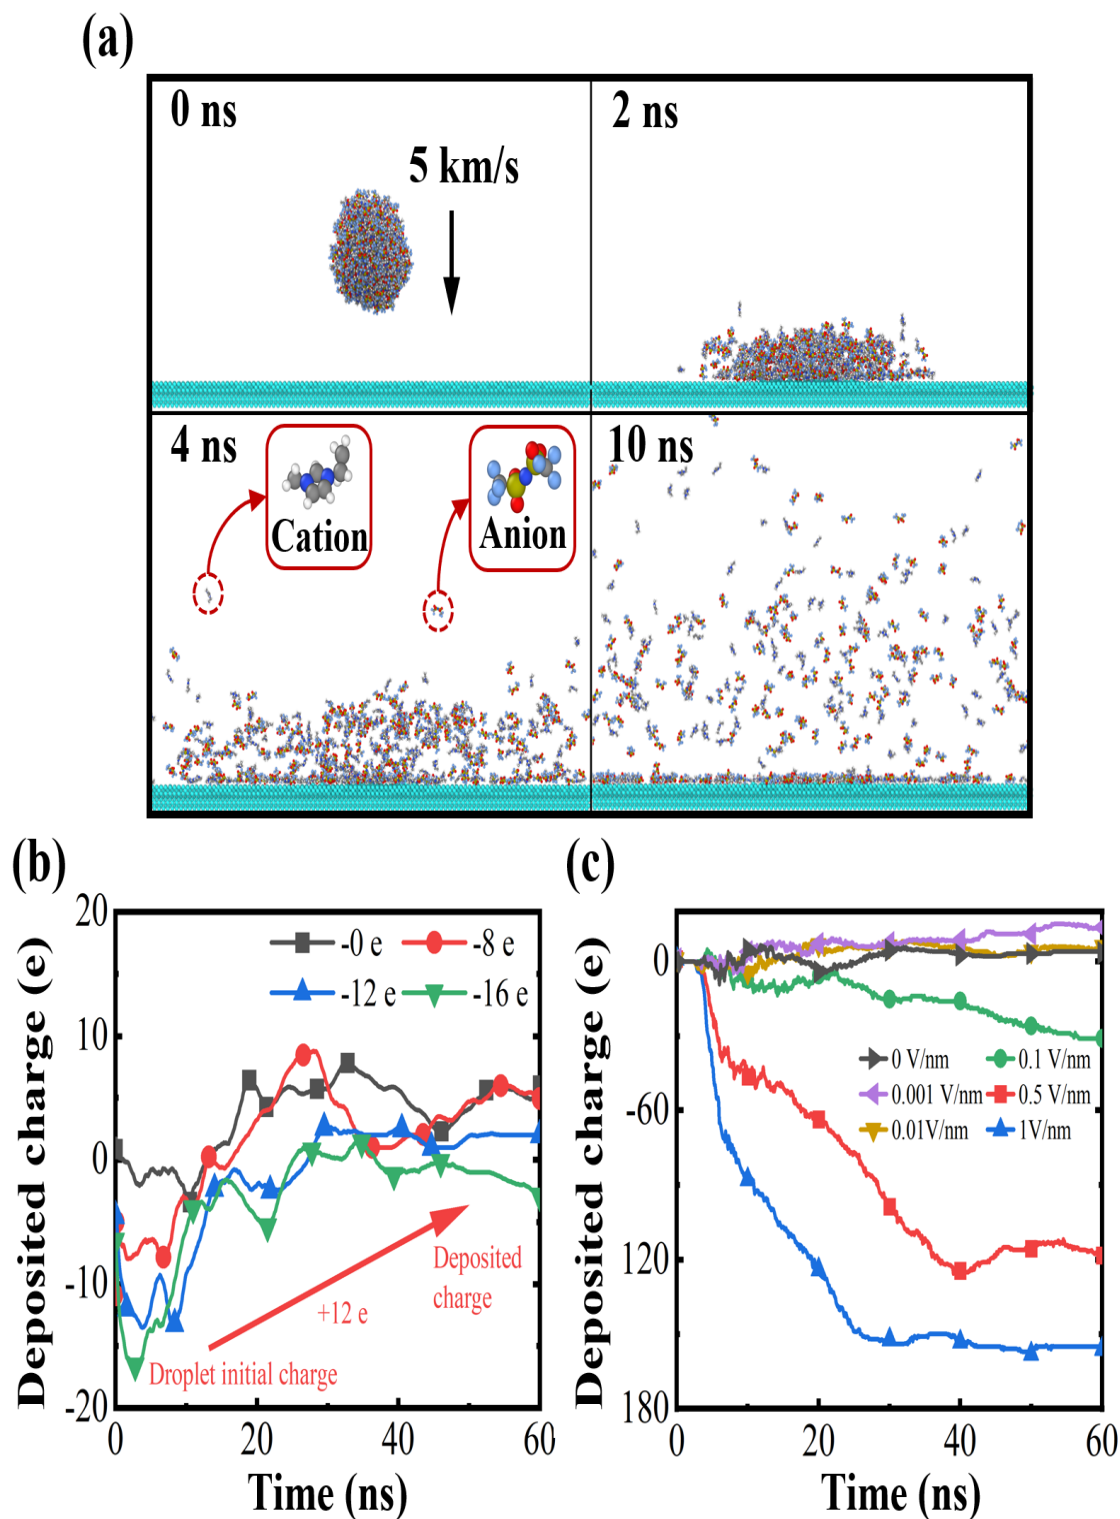 (a)
0 ns
2 ns
5 km/s
4 ns
10 ns
Cation
Anion
(b)
(c)
Deposited charge (e)
20
10
0
-10
-20
-0 e
-8 e
-12 e
-16 e
Deposited
charge
+12 e
Droplet initial charge
0
20
40
60
Time (ns)
Deposited charge (e)
0
-60
120
180
0 V/nm
0.1 V/nm
0.001 V/nm
0.5 V/nm
0.01V/nm
1V/nm
0
20
40
60
Time (ns)